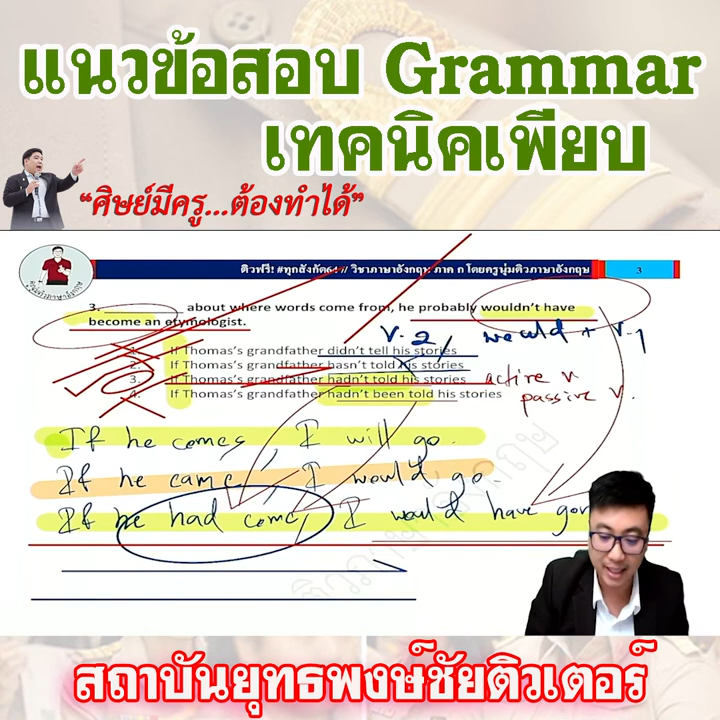 แนวข้อสอบ Grammar
เทคนิคเพียบ
“ศิษย์มีครู...ต้องทำได้”
ติวฟรี! #ทุกสังกัด64 // วิชาภาษาอังกฤษ ภาค ก โดยครูนุ่มติวภาษาอังกฤษ 3
3. __________ about where words come from, he probably wouldn't have
become an etymologist.
V.2 would + V.1
1. If Thomas's grandfather didn't tell his stories
2. If Thomas's grandfather hasn't told his stories
3. If Thomas's grandfather hadn't told his stories active v.
4. If Thomas's grandfather hadn't been told his stories passive v.
If he comes, I will go.
If he came, I would go.
If he had come, I would have gon
สถาบันยุทธพงษ์ชัยติวเตอร์